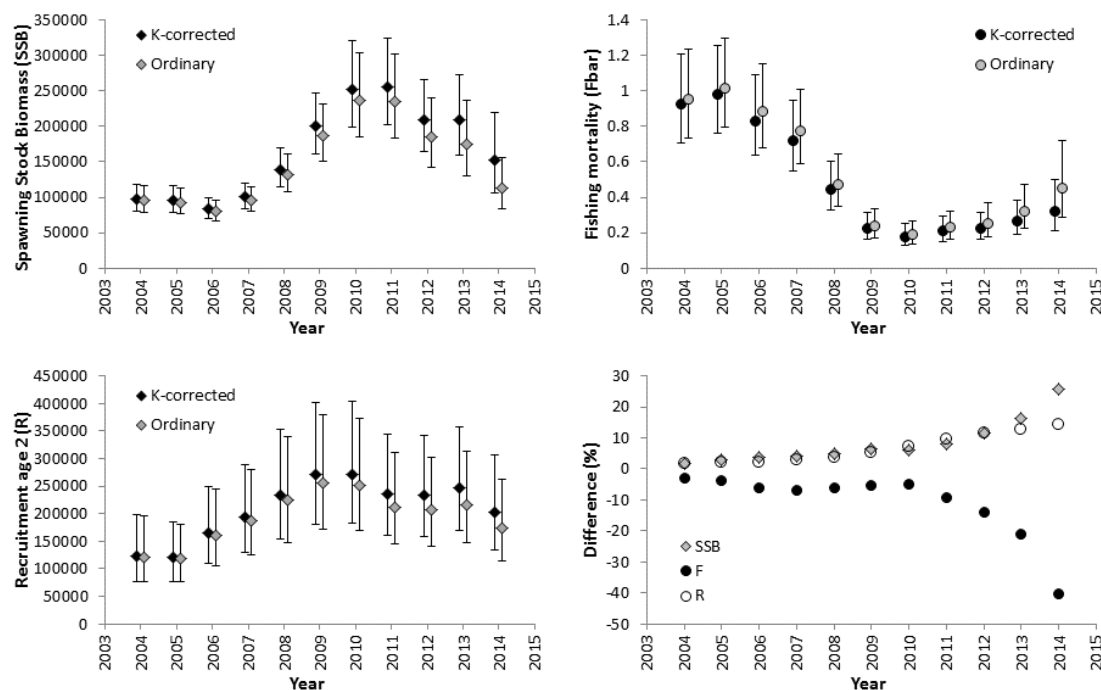 Spawning Stock Biomass (SSB)
350000
300000
250000
200000
150000
100000
50000
0
K-corrected
Ordinary
2003 2004 2005 2006 2007 2008 2009 2010 2011 2012 2013 2014 2015
Year
Fishing mortality (Fbar)
1.4
1.2
1
0.8
0.6
0.4
0.2
0
K-corrected
Ordinary
2003 2004 2005 2006 2007 2008 2009 2010 2011 2012 2013 2014 2015
Year
Recruitment age 2 (R)
450000
400000
350000
300000
250000
200000
150000
100000
50000
0
K-corrected
Ordinary
2003 2004 2005 2006 2007 2008 2009 2010 2011 2012 2013 2014 2015
Year
Difference (%)
30
20
10
0
-10
-20
-30
-40
-50
SSB
F
R
2003 2004 2005 2006 2007 2008 2009 2010 2011 2012 2013 2014 2015
Year